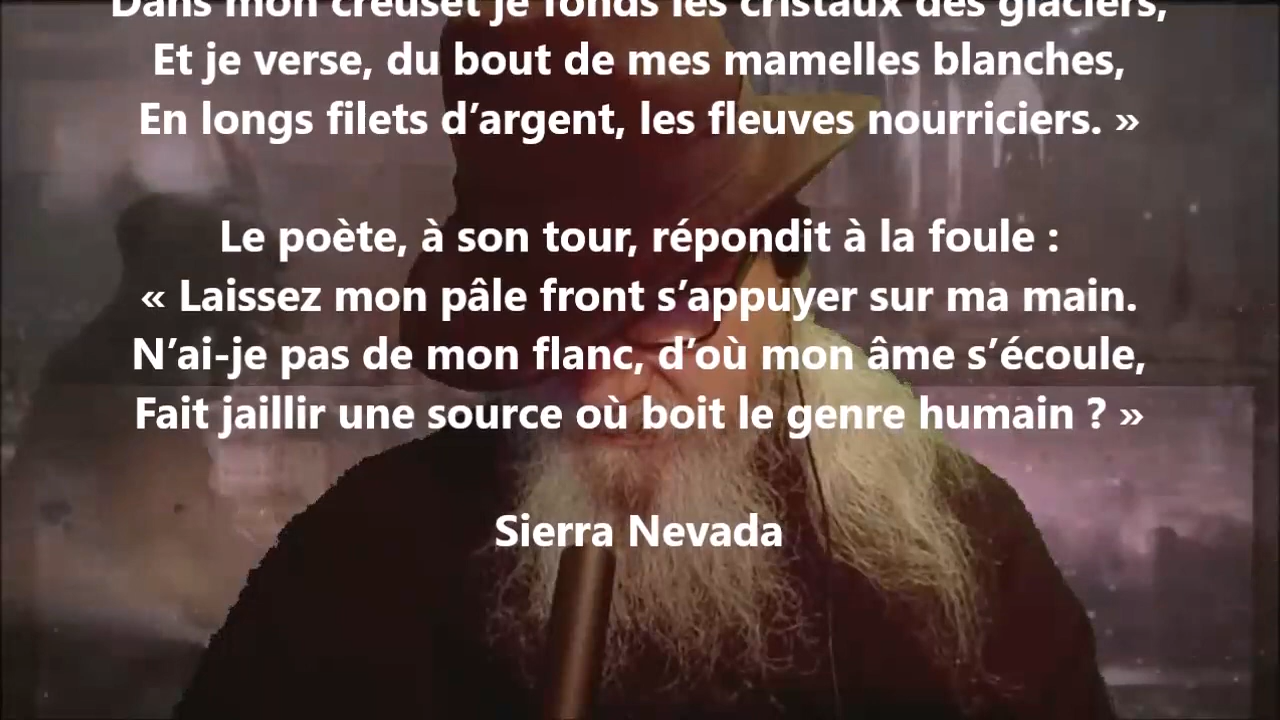 Dans mon creuset je fonds les cristaux des glaciers,
Et je verse, du bout de mes mamelles blanches,
En longs filets d’argent, les fleuves nourriciers. »
Le poète, à son tour, répondit à la foule :
« Laissez mon pâle front s’appuyer sur ma main.
N’ai-je pas de mon flanc, d’où mon âme s’écoule,
Fait jaillir une source où boit le genre humain ? »
Sierra Nevada